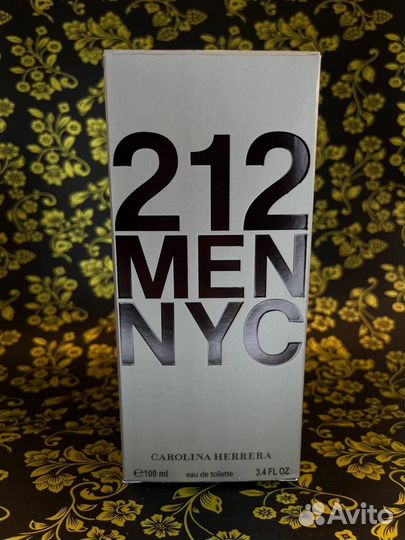 212
MEN
NYC
CAROLINA HERRERA
℮100 ml eau de toilette 3.4 FL OZ
Avito